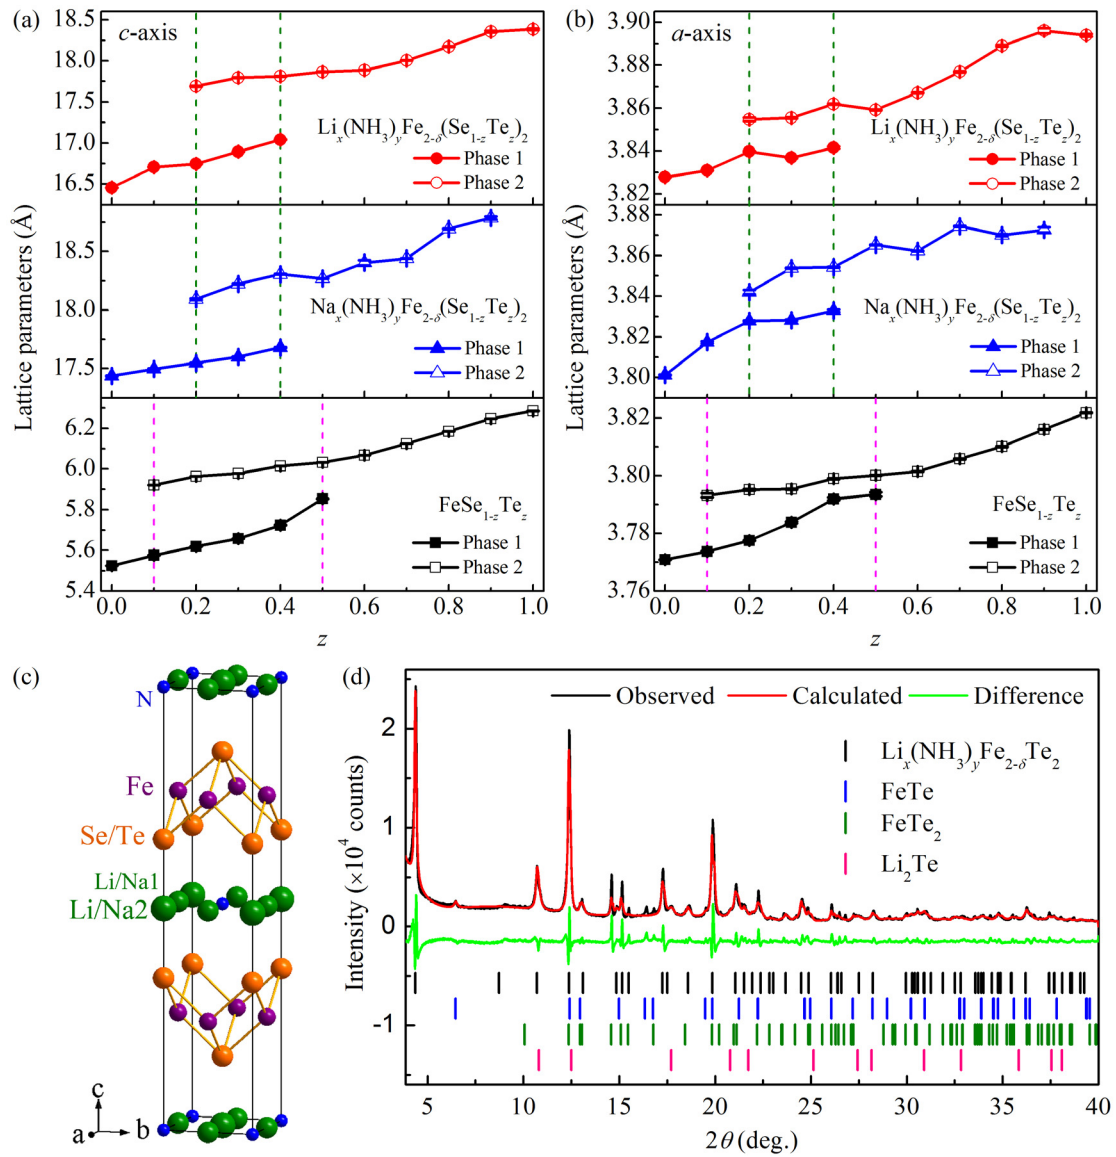 (a)
c-axis
18.5
18.0
17.5
17.0
16.5
Liₓ(NH₃)ᵧFe₂₋δ(Se₁₋zTez)₂
Phase 1
Phase 2
18.5
18.0
17.5
Naₓ(NH₃)ᵧFe₂₋δ(Se₁₋zTez)₂
Phase 1
Phase 2
6.2
6.0
5.8
5.6
5.4
FeSe₁₋zTez
Phase 1
Phase 2
Lattice parameters (Å)
0.0 0.2 0.4 0.6 0.8 1.0
z
(b)
a-axis
3.90
3.88
3.86
3.84
3.82
Liₓ(NH₃)ᵧFe₂₋δ(Se₁₋zTez)₂
Phase 1
Phase 2
3.88
3.86
3.84
3.82
3.80
Naₓ(NH₃)ᵧFe₂₋δ(Se₁₋zTez)₂
Phase 1
Phase 2
3.82
3.80
3.78
3.76
FeSe₁₋zTez
Phase 1
Phase 2
Lattice parameters (Å)
0.0 0.2 0.4 0.6 0.8 1.0
z
(c)
N
Fe
Se/Te
Li/Na1
Li/Na2
c
a
b
(d)
Observed Calculated Difference
Liₓ(NH₃)ᵧFe₂₋δTe₂
FeTe
FeTe₂
Li₂Te
2
1
0
-1
Intensity (×10⁴ counts)
5 10 15 20 25 30 35 40
2θ (deg.)